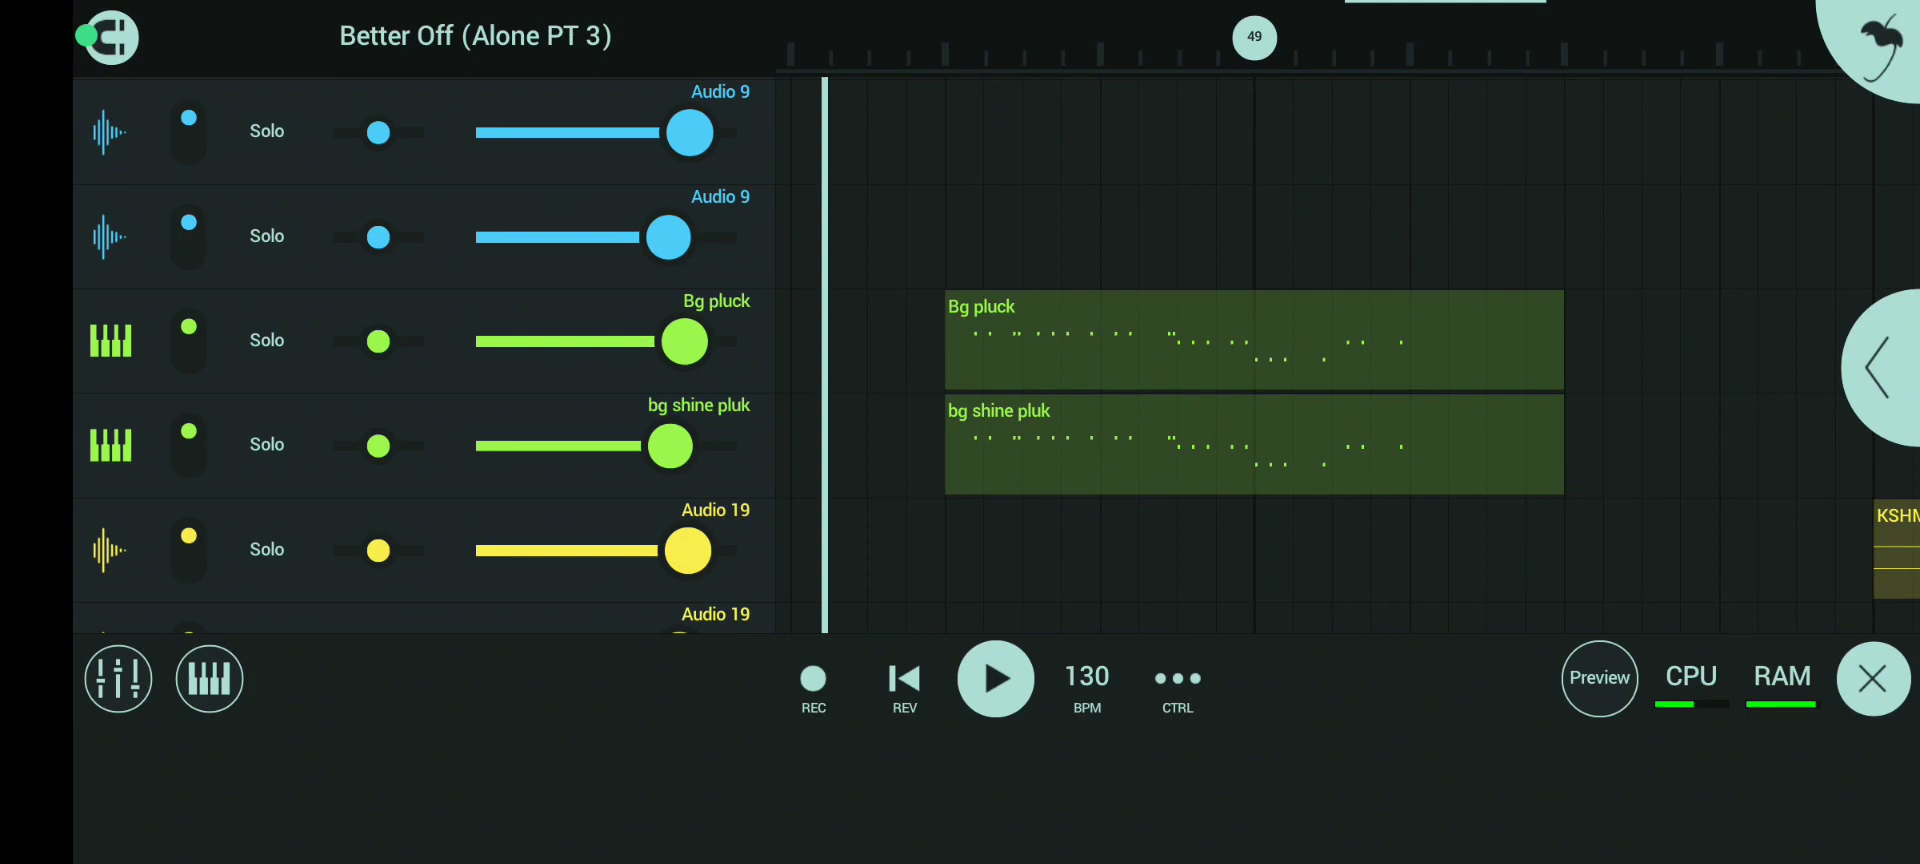 Better Off (Alone PT 3)
49
Audio 9
Solo
Audio 9
Solo
Bg pluck
Solo
Bg pluck
bg shine pluk
Solo
bg shine pluk
Audio 19
Solo
KSHM
Audio 19
REC
REV
130
BPM
CTRL
Preview
CPU
RAM